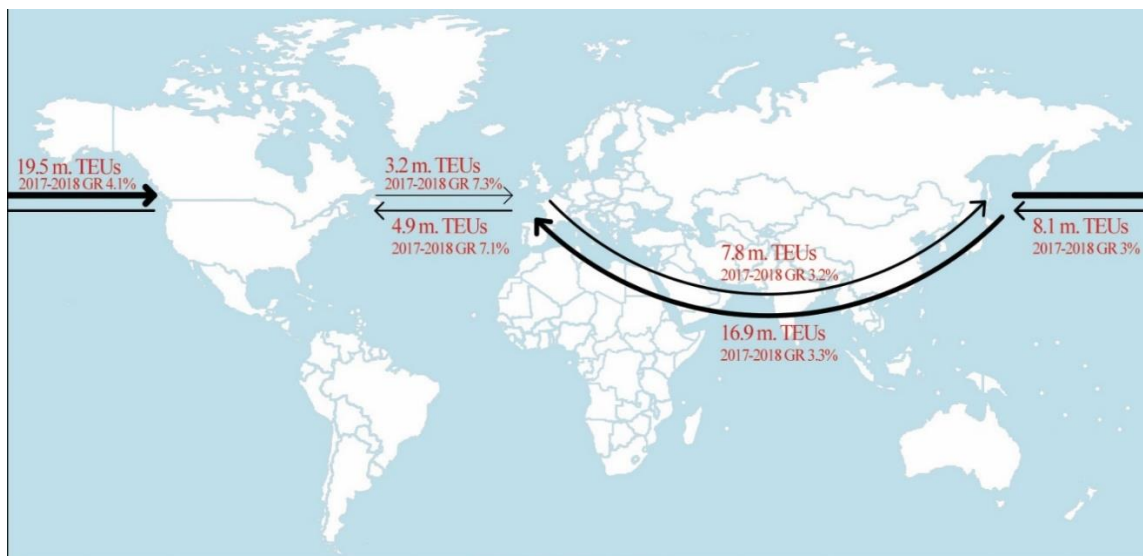 19.5 m. TEUs
2017-2018 GR 4.1%
3.2 m. TEUs
2017-2018 GR 7.3%
4.9 m. TEUs
2017-2018 GR 7.1%
7.8 m. TEUs
2017-2018 GR 3.2%
16.9 m. TEUs
2017-2018 GR 3.3%
8.1 m. TEUs
2017-2018 GR 3%